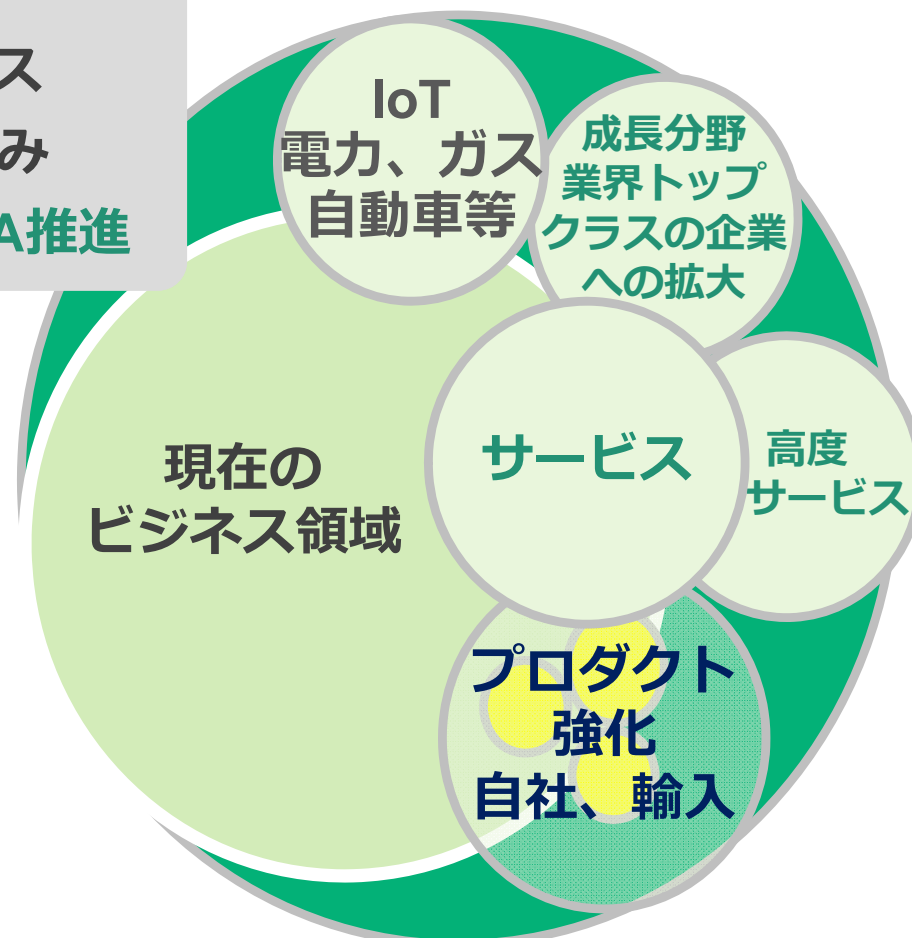 ス
み
A推進
IoT
電力、ガス
自動車等
成長分野
業界トップ
クラスの企業
への拡大
現在の
ビジネス領域
サービス
高度
サービス
プロダクト
強化
自社、輸入